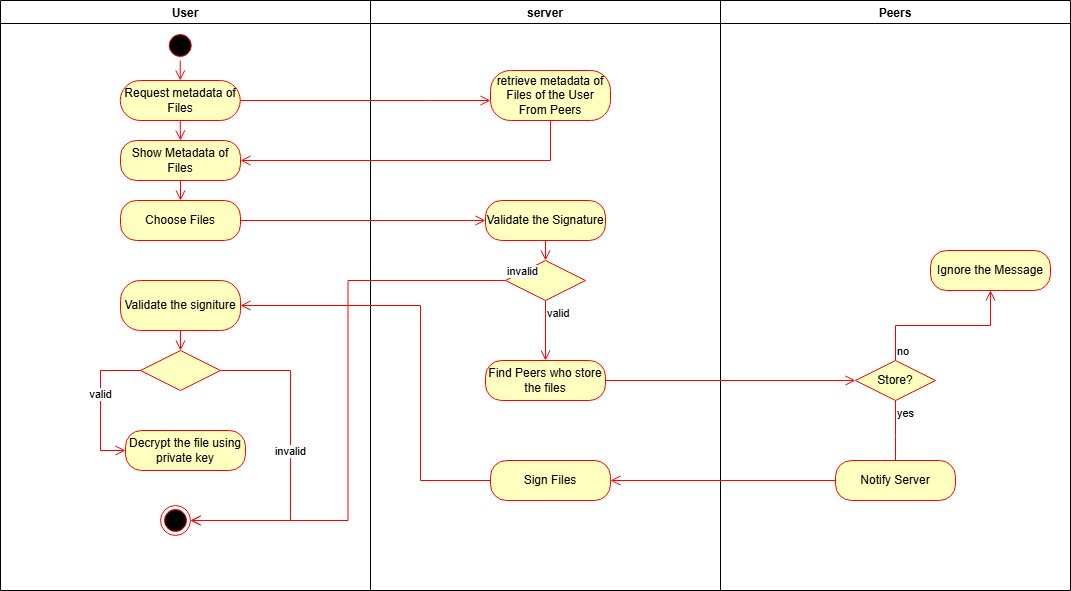 User
server
Peers
Request metadata of
Files
retrieve metadata of
Files of the User
From Peers
Show Metadata of
Files
Choose Files
Validate the Signature
invalid
valid
Ignore the Message
Validate the signiture
no
Find Peers who store
the files
Store?
valid
yes
Decrypt the file using
private key
invalid
Sign Files
Notify Server